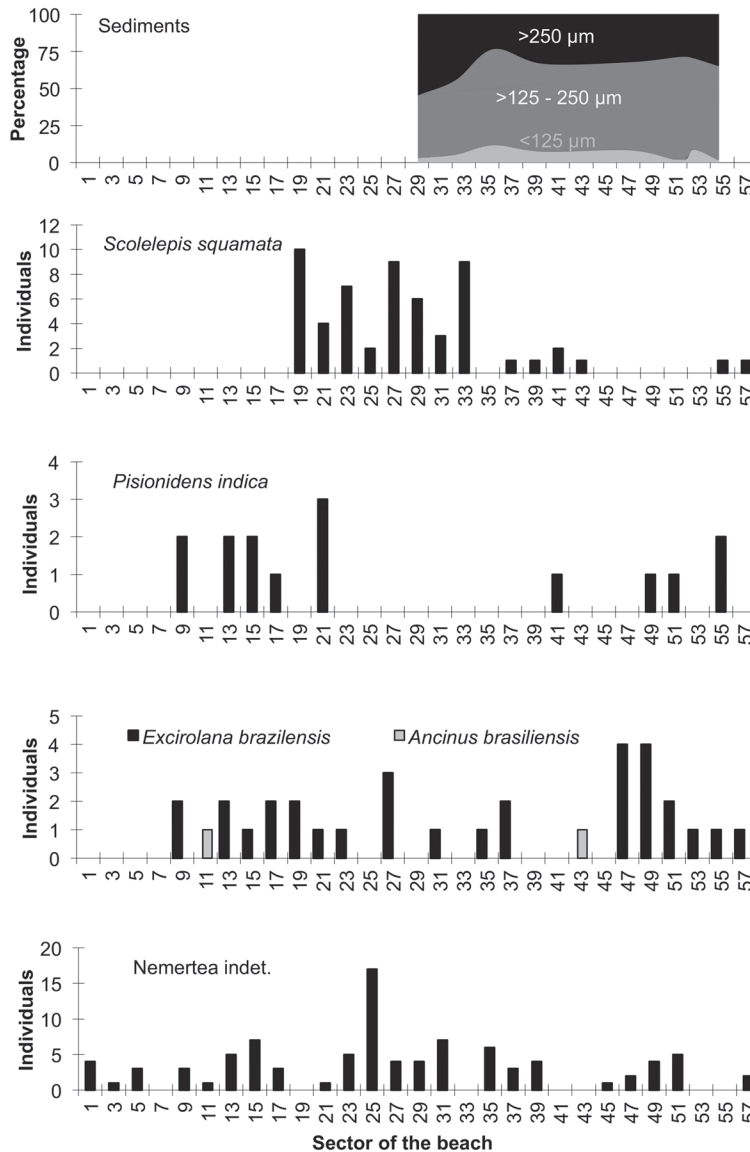 Sediments
>250 µm
>125 - 250 µm
<125 µm
Percentage
100
75
50
25
0
1 3 5 7 9 11 13 15 17 19 21 23 25 27 29 31 33 35 37 39 41 43 45 47 49 51 53 55 57
Scolelepis squamata
Individuals
12
10
8
6
4
2
0
1 3 5 7 9 11 13 15 17 19 21 23 25 27 29 31 33 35 37 39 41 43 45 47 49 51 53 55 57
Pisionidens indica
Individuals
4
3
2
1
0
1 3 5 7 9 11 13 15 17 19 21 23 25 27 29 31 33 35 37 39 41 43 45 47 49 51 53 55 57
Excirolana brazilensis Ancinus brasiliensis
Individuals
5
4
3
2
1
0
1 3 5 7 9 11 13 15 17 19 21 23 25 27 29 31 33 35 37 39 41 43 45 47 49 51 53 55 57
Nemertea indet.
Individuals
20
15
10
5
0
1 3 5 7 9 11 13 15 17 19 21 23 25 27 29 31 33 35 37 39 41 43 45 47 49 51 53 55 57
Sector of the beach